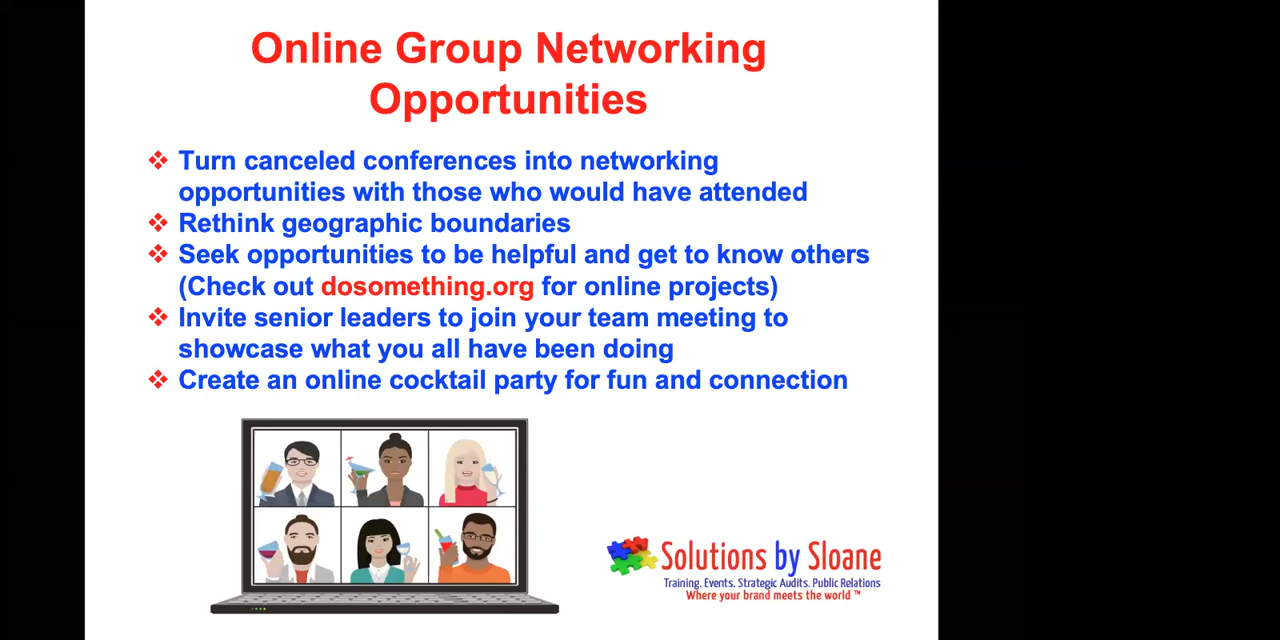 Online Group Networking
Opportunities
❖ Turn canceled conferences into networking
opportunities with those who would have attended
❖ Rethink geographic boundaries
❖ Seek opportunities to be helpful and get to know others
(Check out dosomething.org for online projects)
❖ Invite senior leaders to join your team meeting to
showcase what you all have been doing
❖ Create an online cocktail party for fun and connection
Solutions by Sloane
Training. Events. Strategic Audits. Public Relations
Where your brand meets the world ™